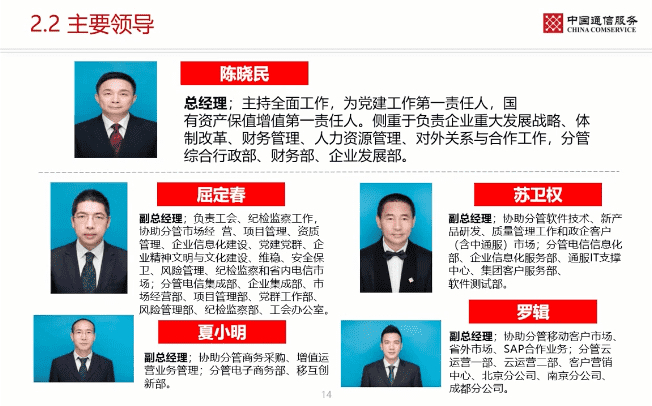 2.2 主要领导
中国通信服务
CHINA COMSERVICE
陈晓民
总经理；主持全面工作，为党建工作第一责任人，国
有资产保值增值第一责任人。侧重于负责企业重大发展战略、体
制改革、财务管理、人力资源管理、对外关系与合作工作，分管
综合行政部、财务部、企业发展部。
屈定春
副总经理；负责工会、纪检监察工作，
协助分管市场经 营、项目管理、资质
管理、企业信息化建设、党建党群、企
业精神文明与文化建设、维稳、安全保
卫、风险管理、纪检监察和省内电信市
场；分管电信集成部、企业集成部、市
场经营部、项目管理部、党群工作部、
风险管理部、纪检监察部、工会办公室。
苏卫权
副总经理；协助分管软件技术、新产
品研发、质量管理工作和政企客户
（含中通服）市场；分管电信信息化
部、企业信息化服务部、通服IT支撑
中心、集团客户服务部、
软件测试部。
夏小明
副总经理；协助分管商务采购、增值运
营业务管理；分管电子商务部、移互创
新部。
罗辑
副总经理；协助分管移动客户市场、
省外市场、SAP合作业务；分管云
运营一部、云运营二部、客户营销
中心、北京分公司、南京分公司、
成都分公司。
14